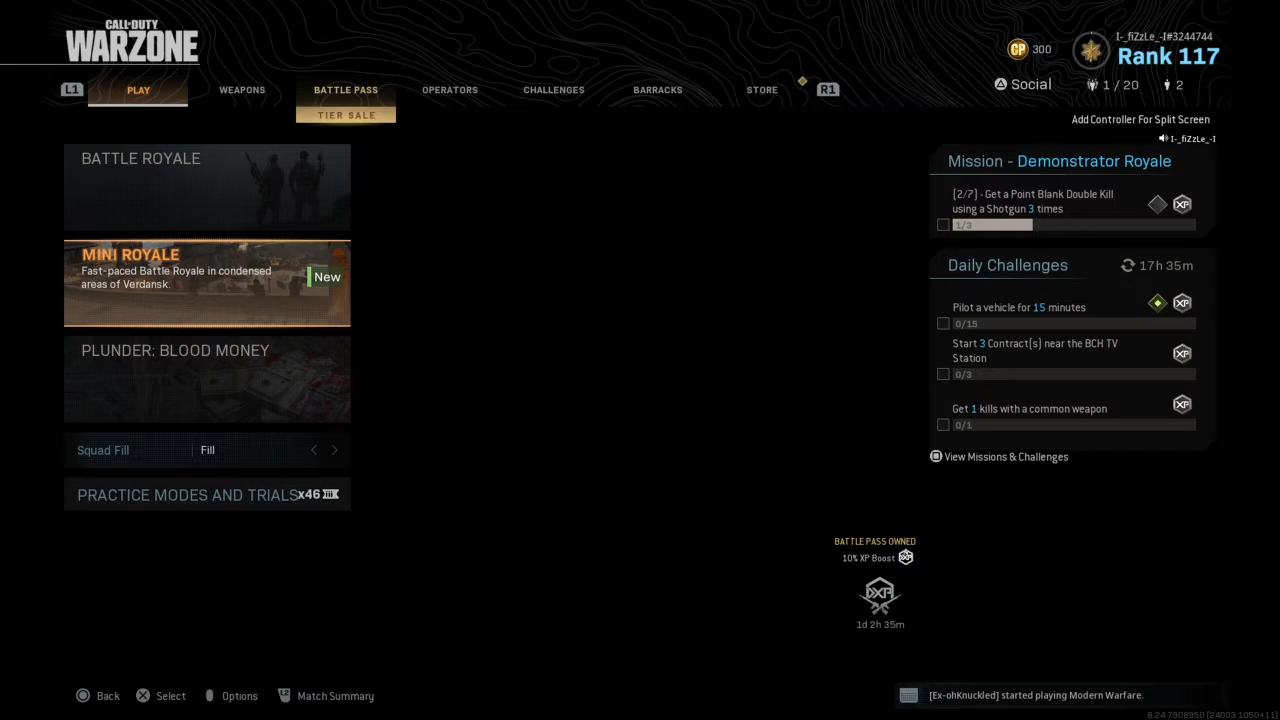 CALL OF DUTY
WARZONE
CP 300
I-_fiZzLe_-I#3244744
Rank 117
L1
PLAY
WEAPONS
BATTLE PASS
TIER SALE
OPERATORS
CHALLENGES
BARRACKS
STORE
R1
Social
1 / 20
2
Add Controller For Split Screen
I-_fiZzLe_-I
BATTLE ROYALE
MINI ROYALE
Fast-paced Battle Royale in condensed
areas of Verdansk.
New
PLUNDER: BLOOD MONEY
Squad Fill
Fill
PRACTICE MODES AND TRIALS
x46
Mission - Demonstrator Royale
[2/7] - Get a Point Blank Double Kill
using a Shotgun 3 times
XP
1/3
Daily Challenges
17h 35m
Pilot a vehicle for 15 minutes
XP
0/15
Start 3 Contract(s) near the BCH TV
Station
XP
0/3
Get 1 kills with a common weapon
XP
0/1
View Missions & Challenges
BATTLE PASS OWNED
10% XP Boost
1d 2h 35m
Back
Select
Options
L2
Match Summary
[Ex-ohKnuckled] started playing Modern Warfare.